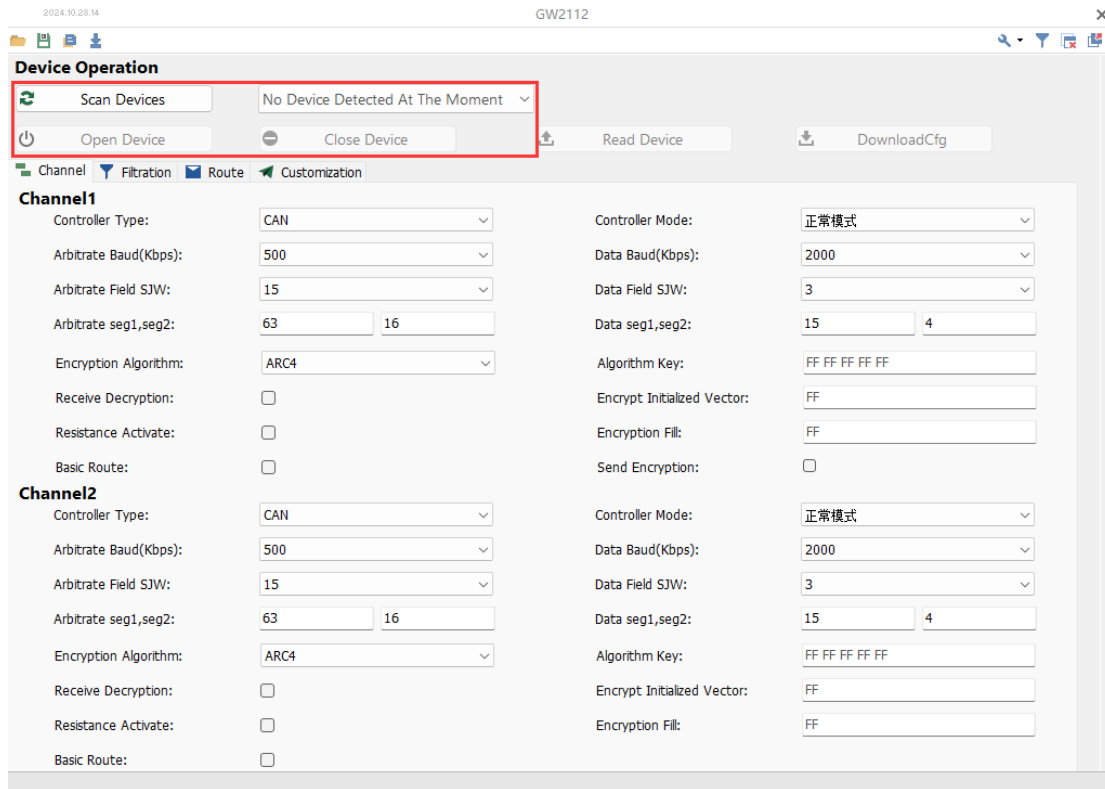 2024.10.28.14 GW2112
Device Operation
Scan Devices No Device Detected At The Moment
Open Device Close Device Read Device DownloadCfg
Channel Filtration Route Customization
Channel1
Controller Type: CAN Controller Mode: 正常模式
Arbitrate Baud(Kbps): 500 Data Baud(Kbps): 2000
Arbitrate Field SJW: 15 Data Field SJW: 3
Arbitrate seg1,seg2: 63 16 Data seg1,seg2: 15 4
Encryption Algorithm: ARC4 Algorithm Key: FF FF FF FF FF
Receive Decryption: Encrypt Initialized Vector: FF
Resistance Activate: Encryption Fill: FF
Basic Route: Send Encryption:
Channel2
Controller Type: CAN Controller Mode: 正常模式
Arbitrate Baud(Kbps): 500 Data Baud(Kbps): 2000
Arbitrate Field SJW: 15 Data Field SJW: 3
Arbitrate seg1,seg2: 63 16 Data seg1,seg2: 15 4
Encryption Algorithm: ARC4 Algorithm Key: FF FF FF FF FF
Receive Decryption: Encrypt Initialized Vector: FF
Resistance Activate: Encryption Fill: FF
Basic Route: